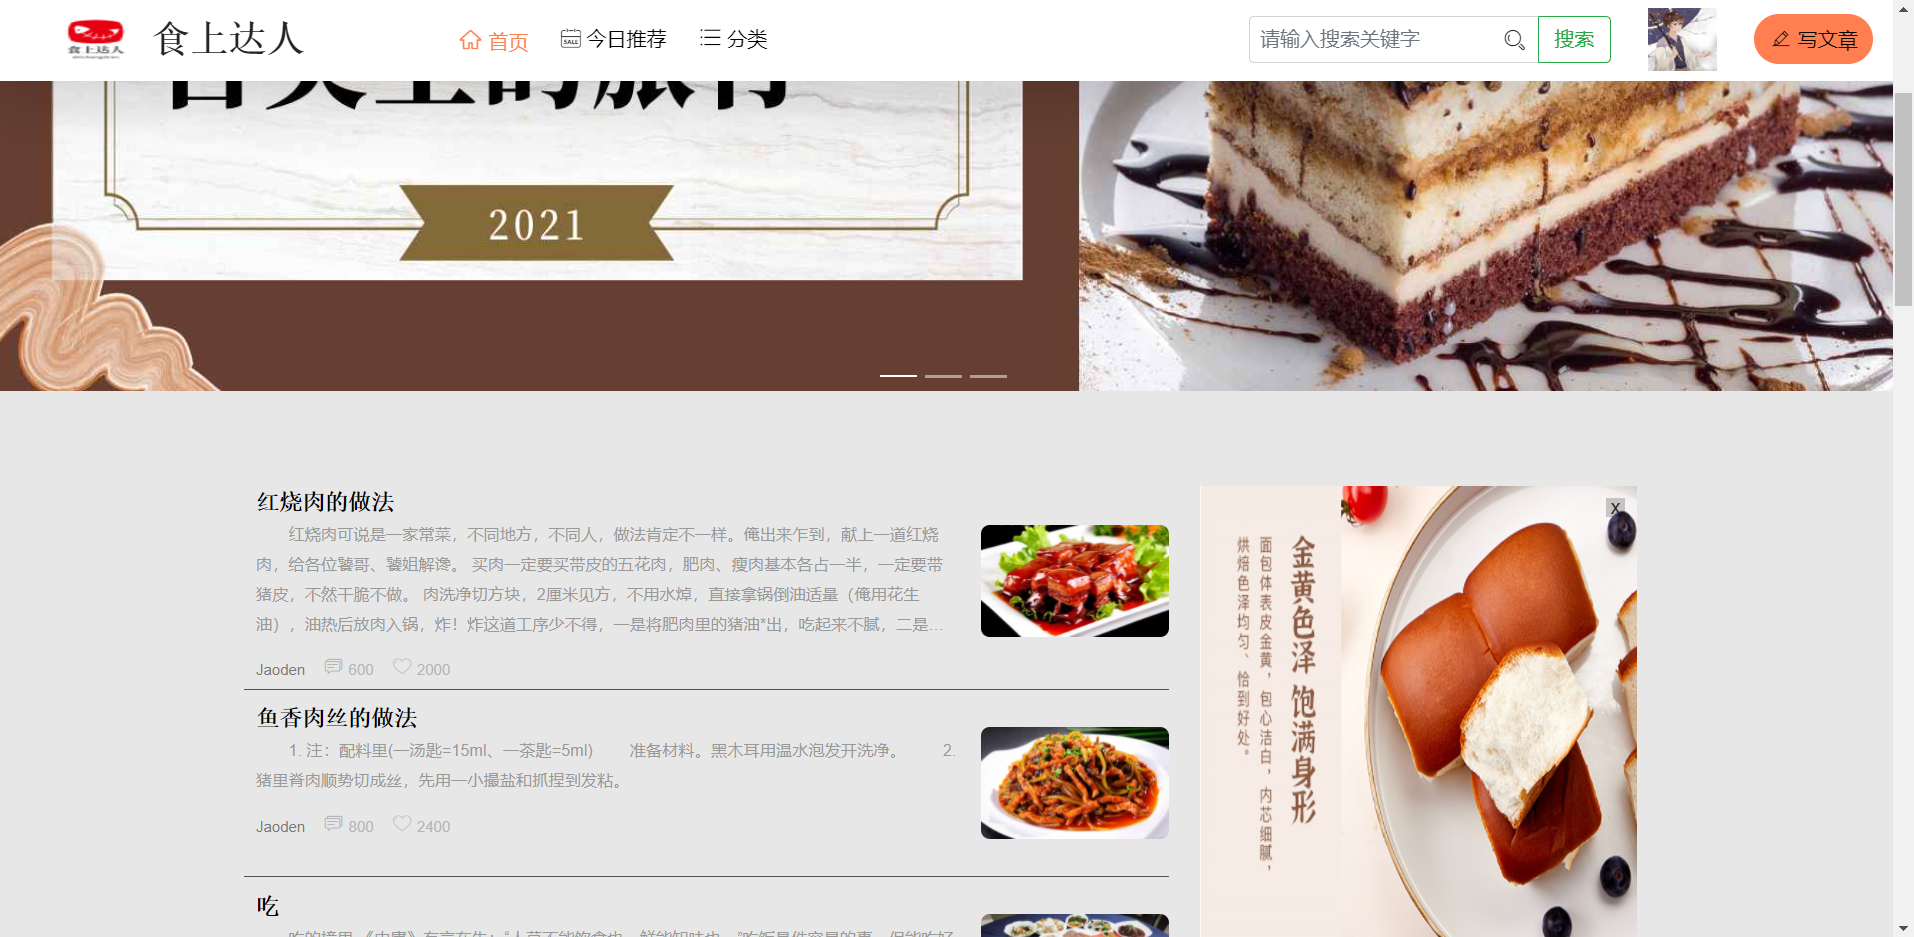 食上达人
食上达人
首页
今日推荐
分类
请输入搜索关键字
搜索
写文章
2021
红烧肉的做法
红烧肉可说是一家常菜，不同地方，不同人，做法肯定不一样。俺出来乍到，献上一道红烧
肉，给各位饕哥、饕姐解馋。 买肉一定要买带皮的五花肉，肥肉、瘦肉基本各占一半，一定要带
猪皮，不然干脆不做。 肉洗净切方块，2厘米见方，不用水焯，直接拿锅倒油适量（俺用花生
油），油热后放肉入锅，炸！炸这道工序少不得，一是将肥肉里的猪油*出，吃起来不腻，二是...
Jaoden 600 2000
鱼香肉丝的做法
1. 注：配料里(一汤匙=15ml、一茶匙=5ml) 准备材料。黑木耳用温水泡发开洗净。 2.
猪里脊肉顺势切成丝，先用一小撮盐和抓捏到发粘。
Jaoden 800 2400
吃
X
金黄色泽 饱满身形
面包体表皮金黄，包心洁白，内芯细腻，
烘焙色泽均匀、恰到好处。